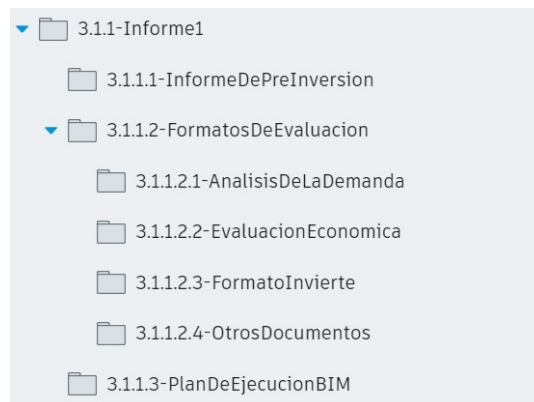 3.1.1-Informe1
3.1.1.1-InformeDePreInversion
3.1.1.2-FormatosDeEvaluacion
3.1.1.2.1-AnalisisDeLaDemanda
3.1.1.2.2-EvaluacionEconomica
3.1.1.2.3-FormatoInvierte
3.1.1.2.4-OtrosDocumentos
3.1.1.3-PlanDeEjecucionBIM